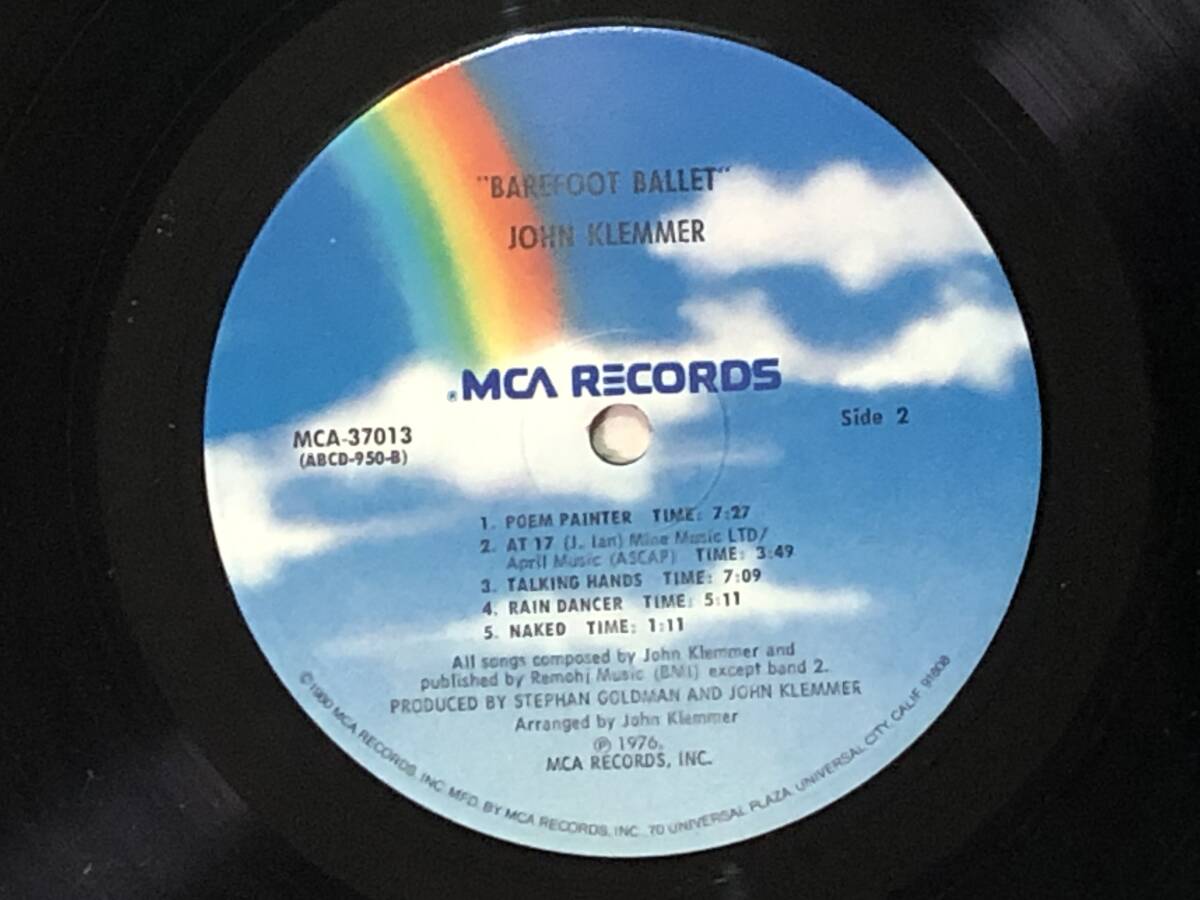 "BAREFOOT BALLET"
JOHN KLEMMER
® MCA RECORDS
MCA-37013
(ABCD-950-B)
Side 2
1. POEM PAINTER TIME: 7:27
2. AT 17 (J. Ian) Mine Music LTD/
April Music (ASCAP) TIME: 3:49
3. TALKING HANDS TIME: 7:09
4. RAIN DANCER TIME: 5:11
5. NAKED TIME: 1:11
All songs composed by John Klemmer and
published by Remohj Music (BMI) except band 2.
PRODUCED BY STEPHAN GOLDMAN AND JOHN KLEMMER
Arranged by John Klemmer
℗ 1976,
MCA RECORDS, INC.
©1980 MCA RECORDS, INC. MFD. BY MCA RECORDS, INC., 70 UNIVERSAL PLAZA, UNIVERSAL CITY, CALIF. 91608